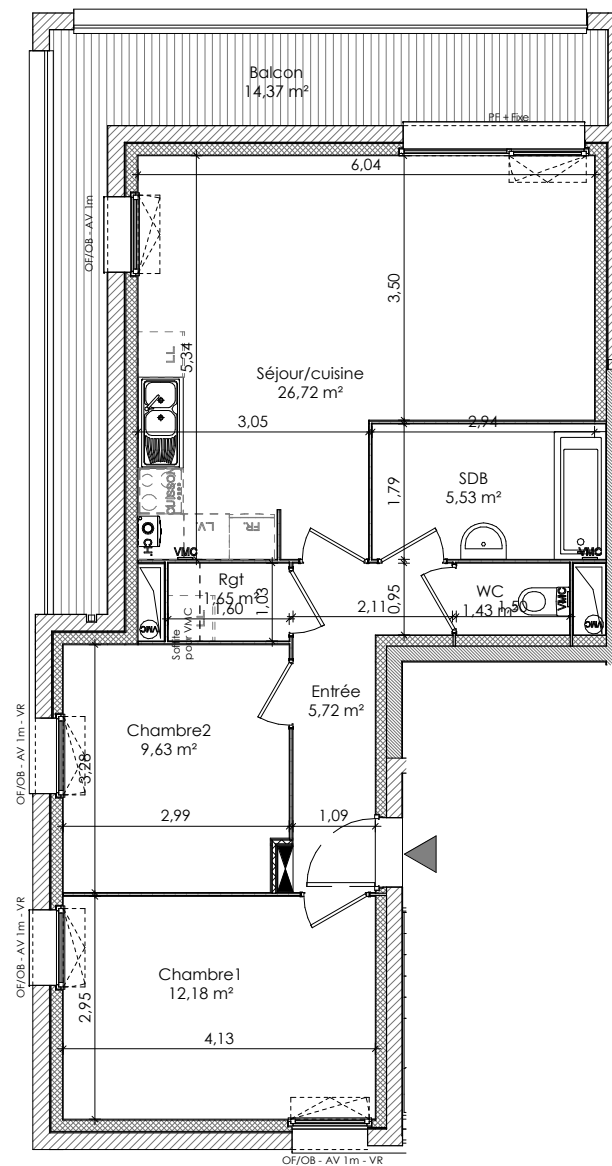 Balcon
14,37 m²
PF + Fixe
6,04
OF/OB - AV 1m
3,50
LL
5,34
Séjour/cuisine
26,72 m²
3,05
2,94
SDB
5,53 m²
1,79
CUISSON
LV
FR.
CH.
VMC
VMC
Rgt
1,65 m²
1,60
1,03
2,11
0,95
WC
1,43 m²
1,50
VMC
VMC
VMC
Soffite
pour VMC
LL
Entrée
5,72 m²
Chambre2
9,63 m²
3,28
OF/OB - AV 1m - VR
2,99
1,09
OF/OB - AV 1m - VR
Chambre1
12,18 m²
2,95
4,13
OF/OB - AV 1m - VR